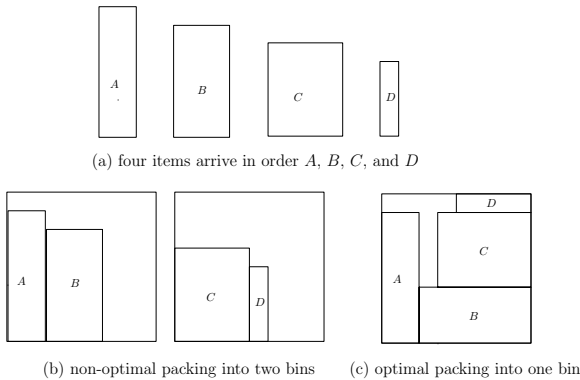 A
B
C
D
(a) four items arrive in order A, B, C, and D
A
B
C
D
D
C
A
B
(b) non-optimal packing into two bins
(c) optimal packing into one bin